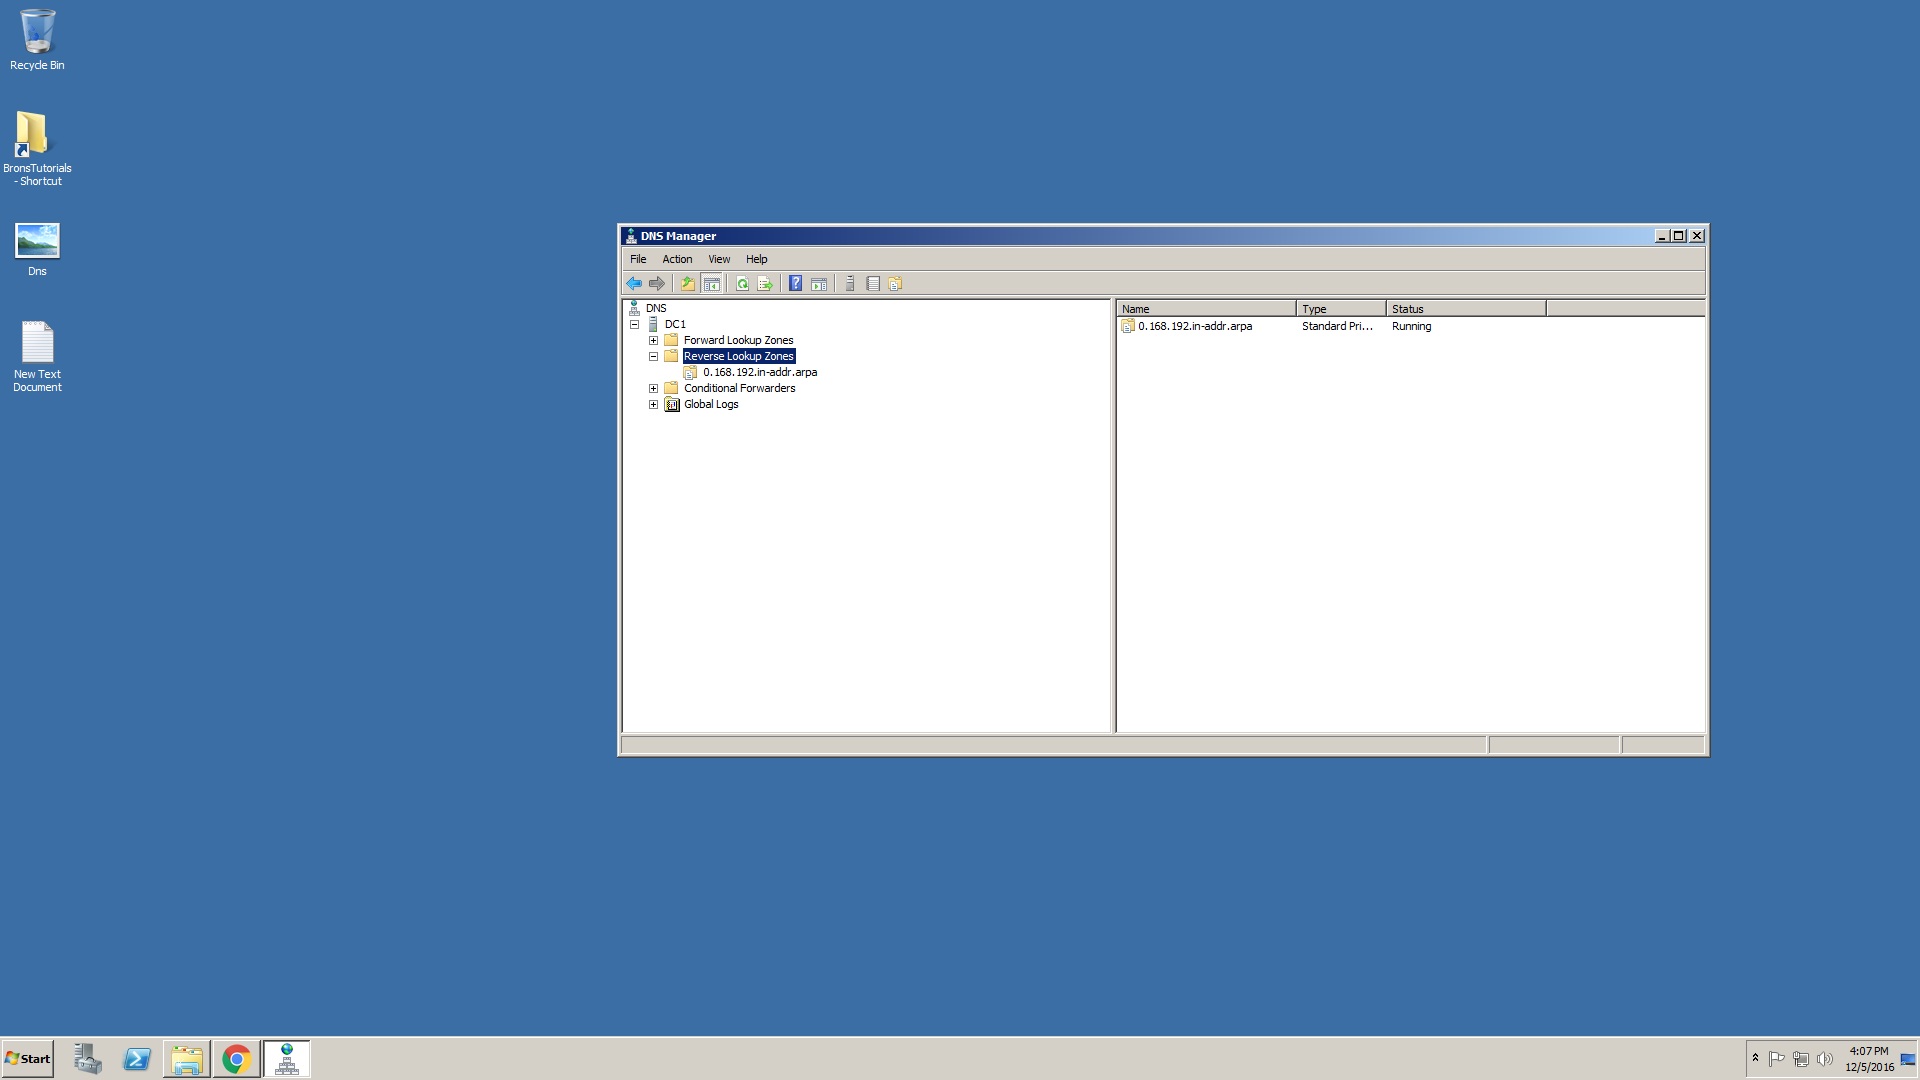 Recycle Bin
BronsTutorials
- Shortcut
Dns
New Text
Document
DNS Manager
File Action View Help
DNS
DC1
Forward Lookup Zones
Reverse Lookup Zones
0.168.192.in-addr.arpa
Conditional Forwarders
Global Logs
Name Type Status
0.168.192.in-addr.arpa Standard Pri... Running
Start
4:07 PM
12/5/2016